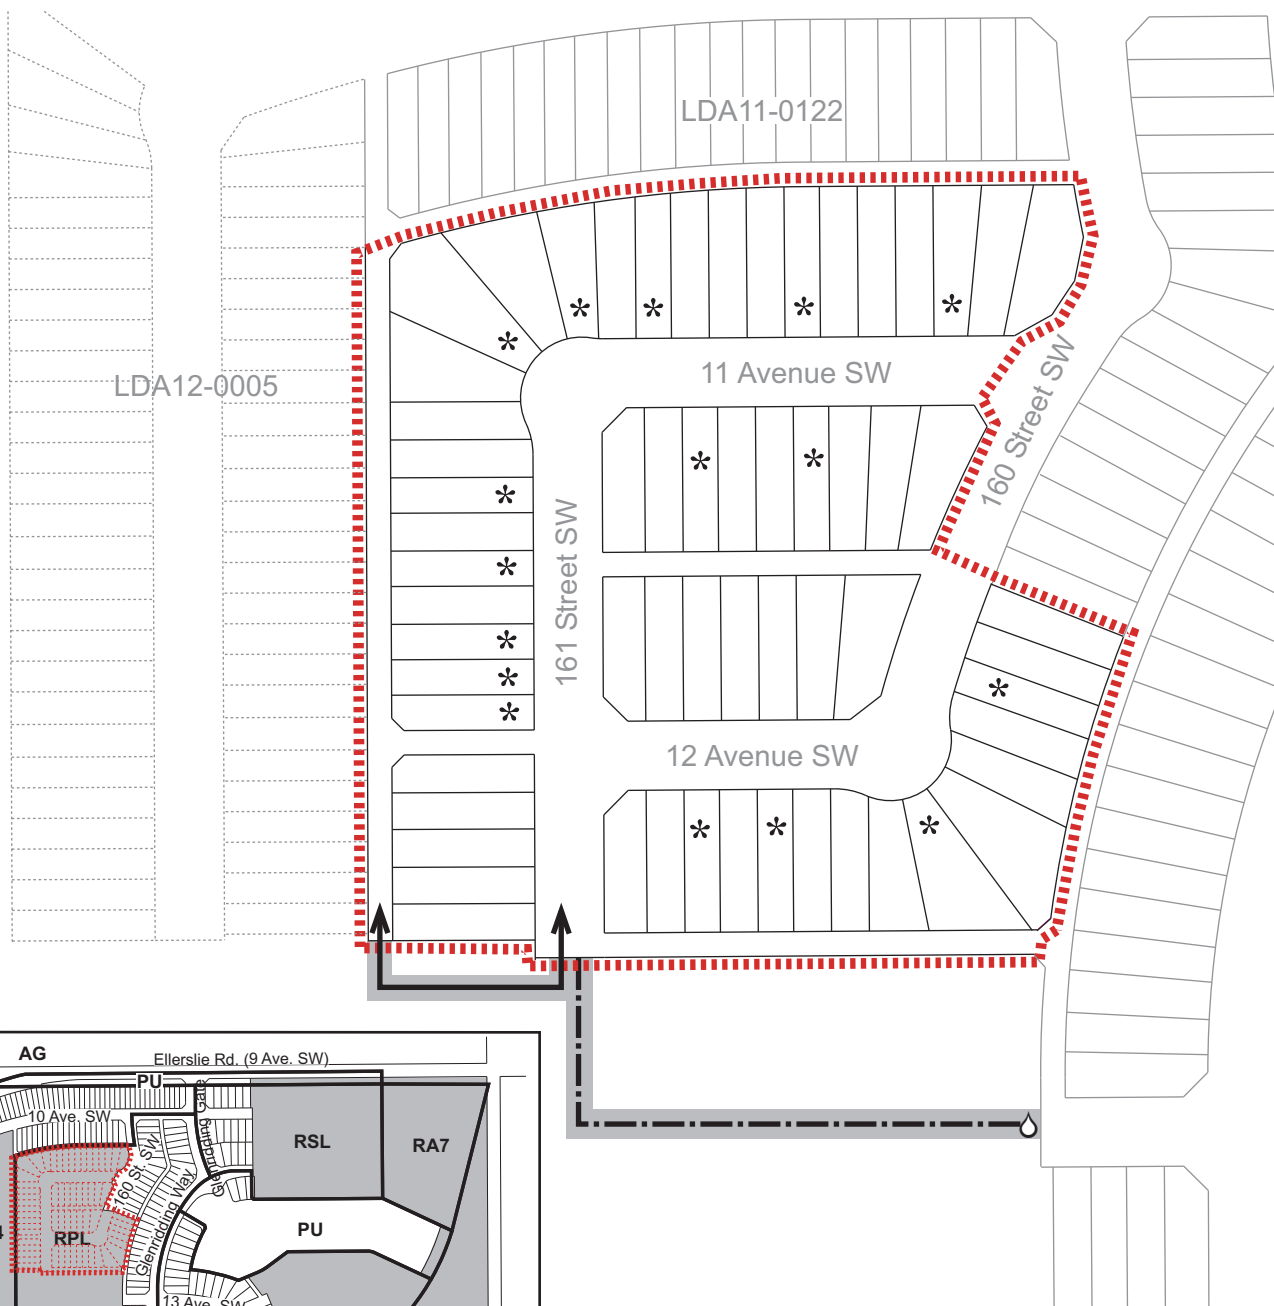 LDA11-0122
LDA12-0005
11 Avenue SW
160 Street SW
161 Street SW
12 Avenue SW
AG
Ellerslie Rd. (9 Ave. SW)
PU
10 Ave. SW
Glenridding Gate
RSL
RA7
160 St. SW
Glenridding Way
RPL
PU
13 Ave. SW